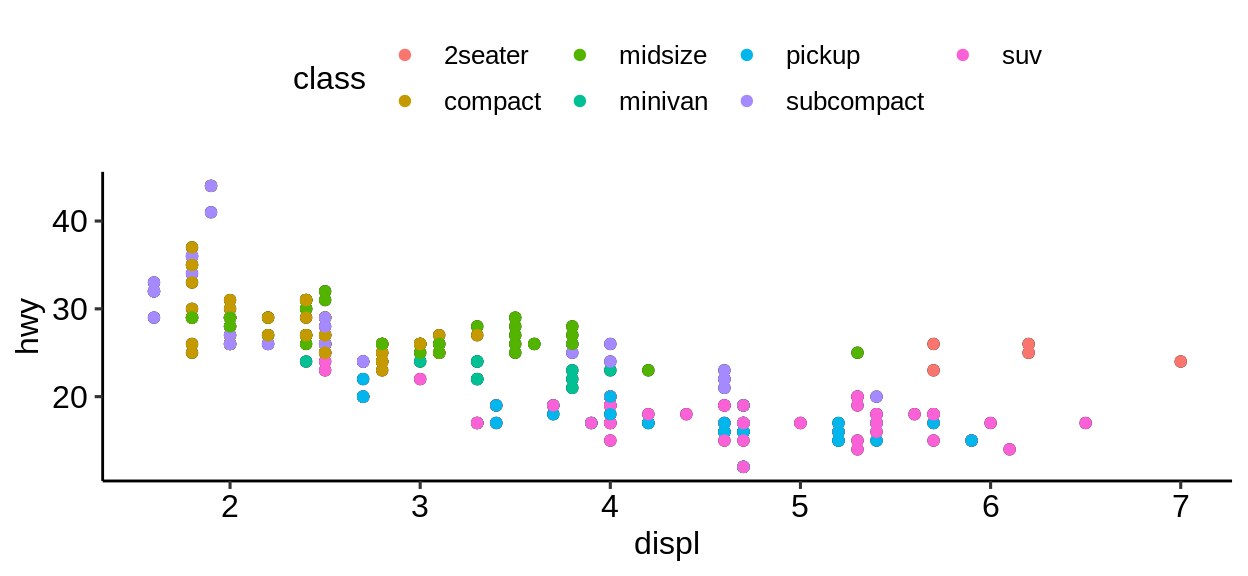 class
2seater midsize pickup suv
compact minivan subcompact
hwy
40
30
20
2 3 4 5 6 7
displ